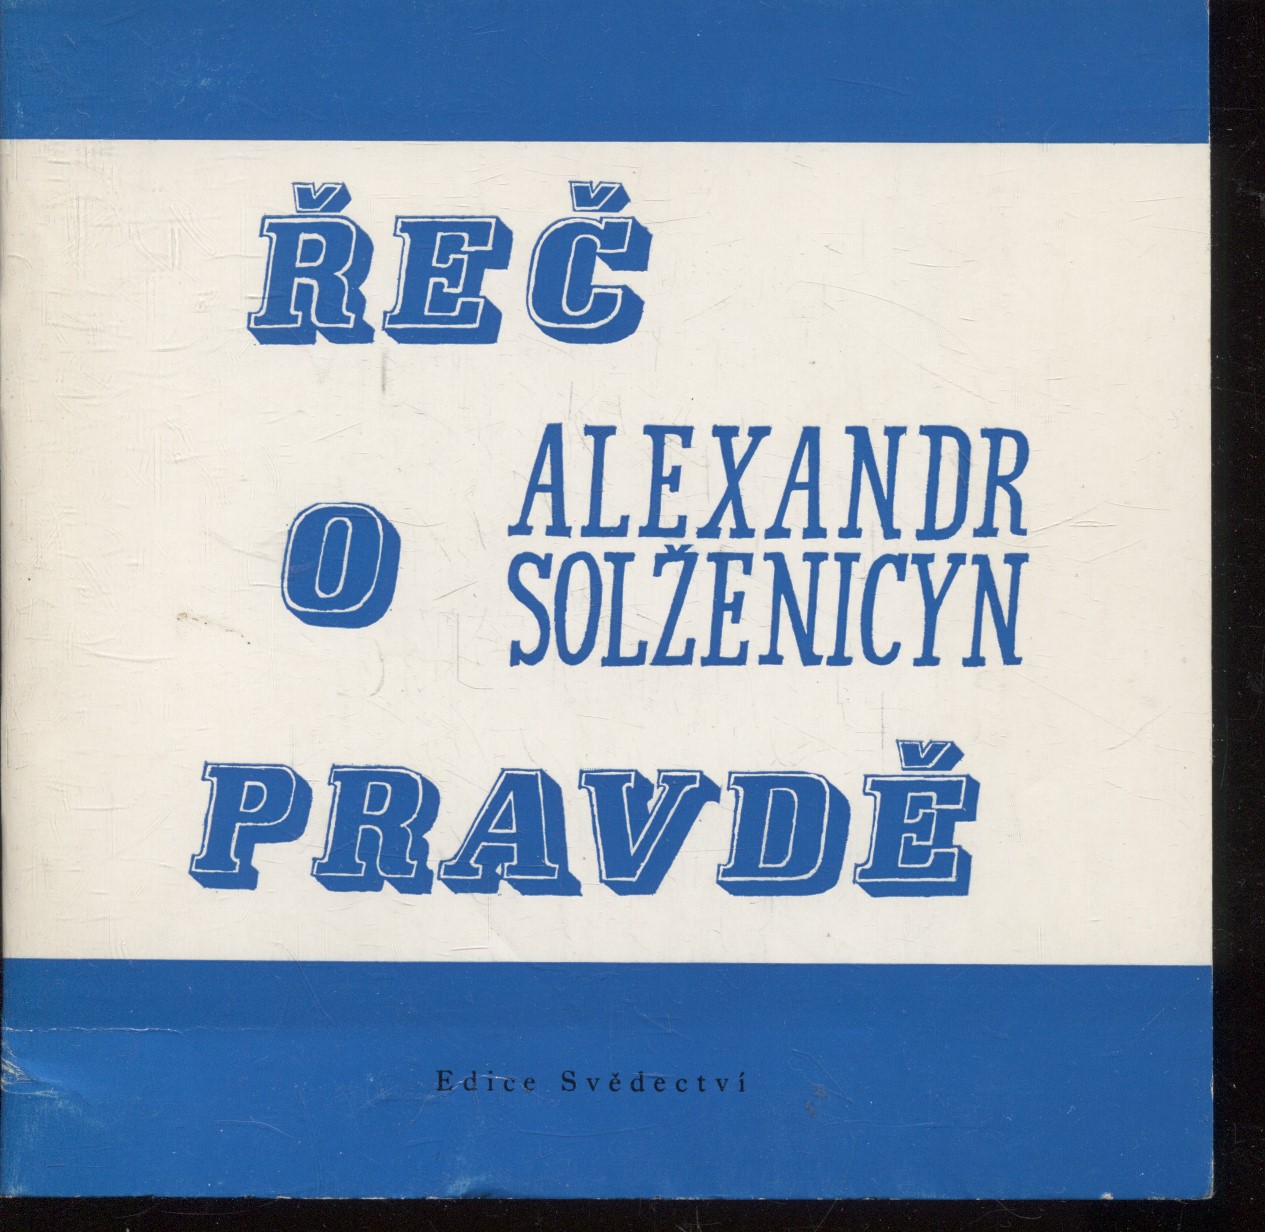 ŘEČ
O
ALEXANDR
SOLŽENICYN
PRAVDĚ
Edice Svědectví